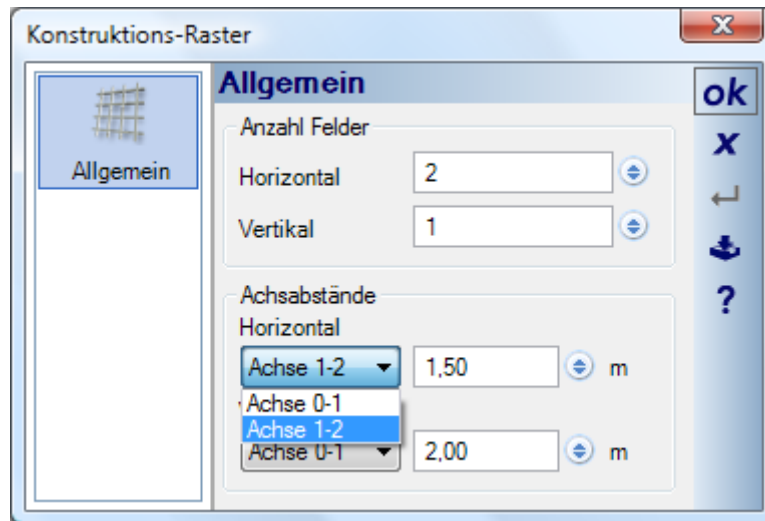 Konstruktions-Raster
Allgemein
Allgemein
ok
x
?
Anzahl Felder
Horizontal 2
Vertikal 1
Achsabstände
Horizontal
Achse 1-2 1,50 m
Achse 0-1
Achse 1-2
Achse 0-1 2,00 m